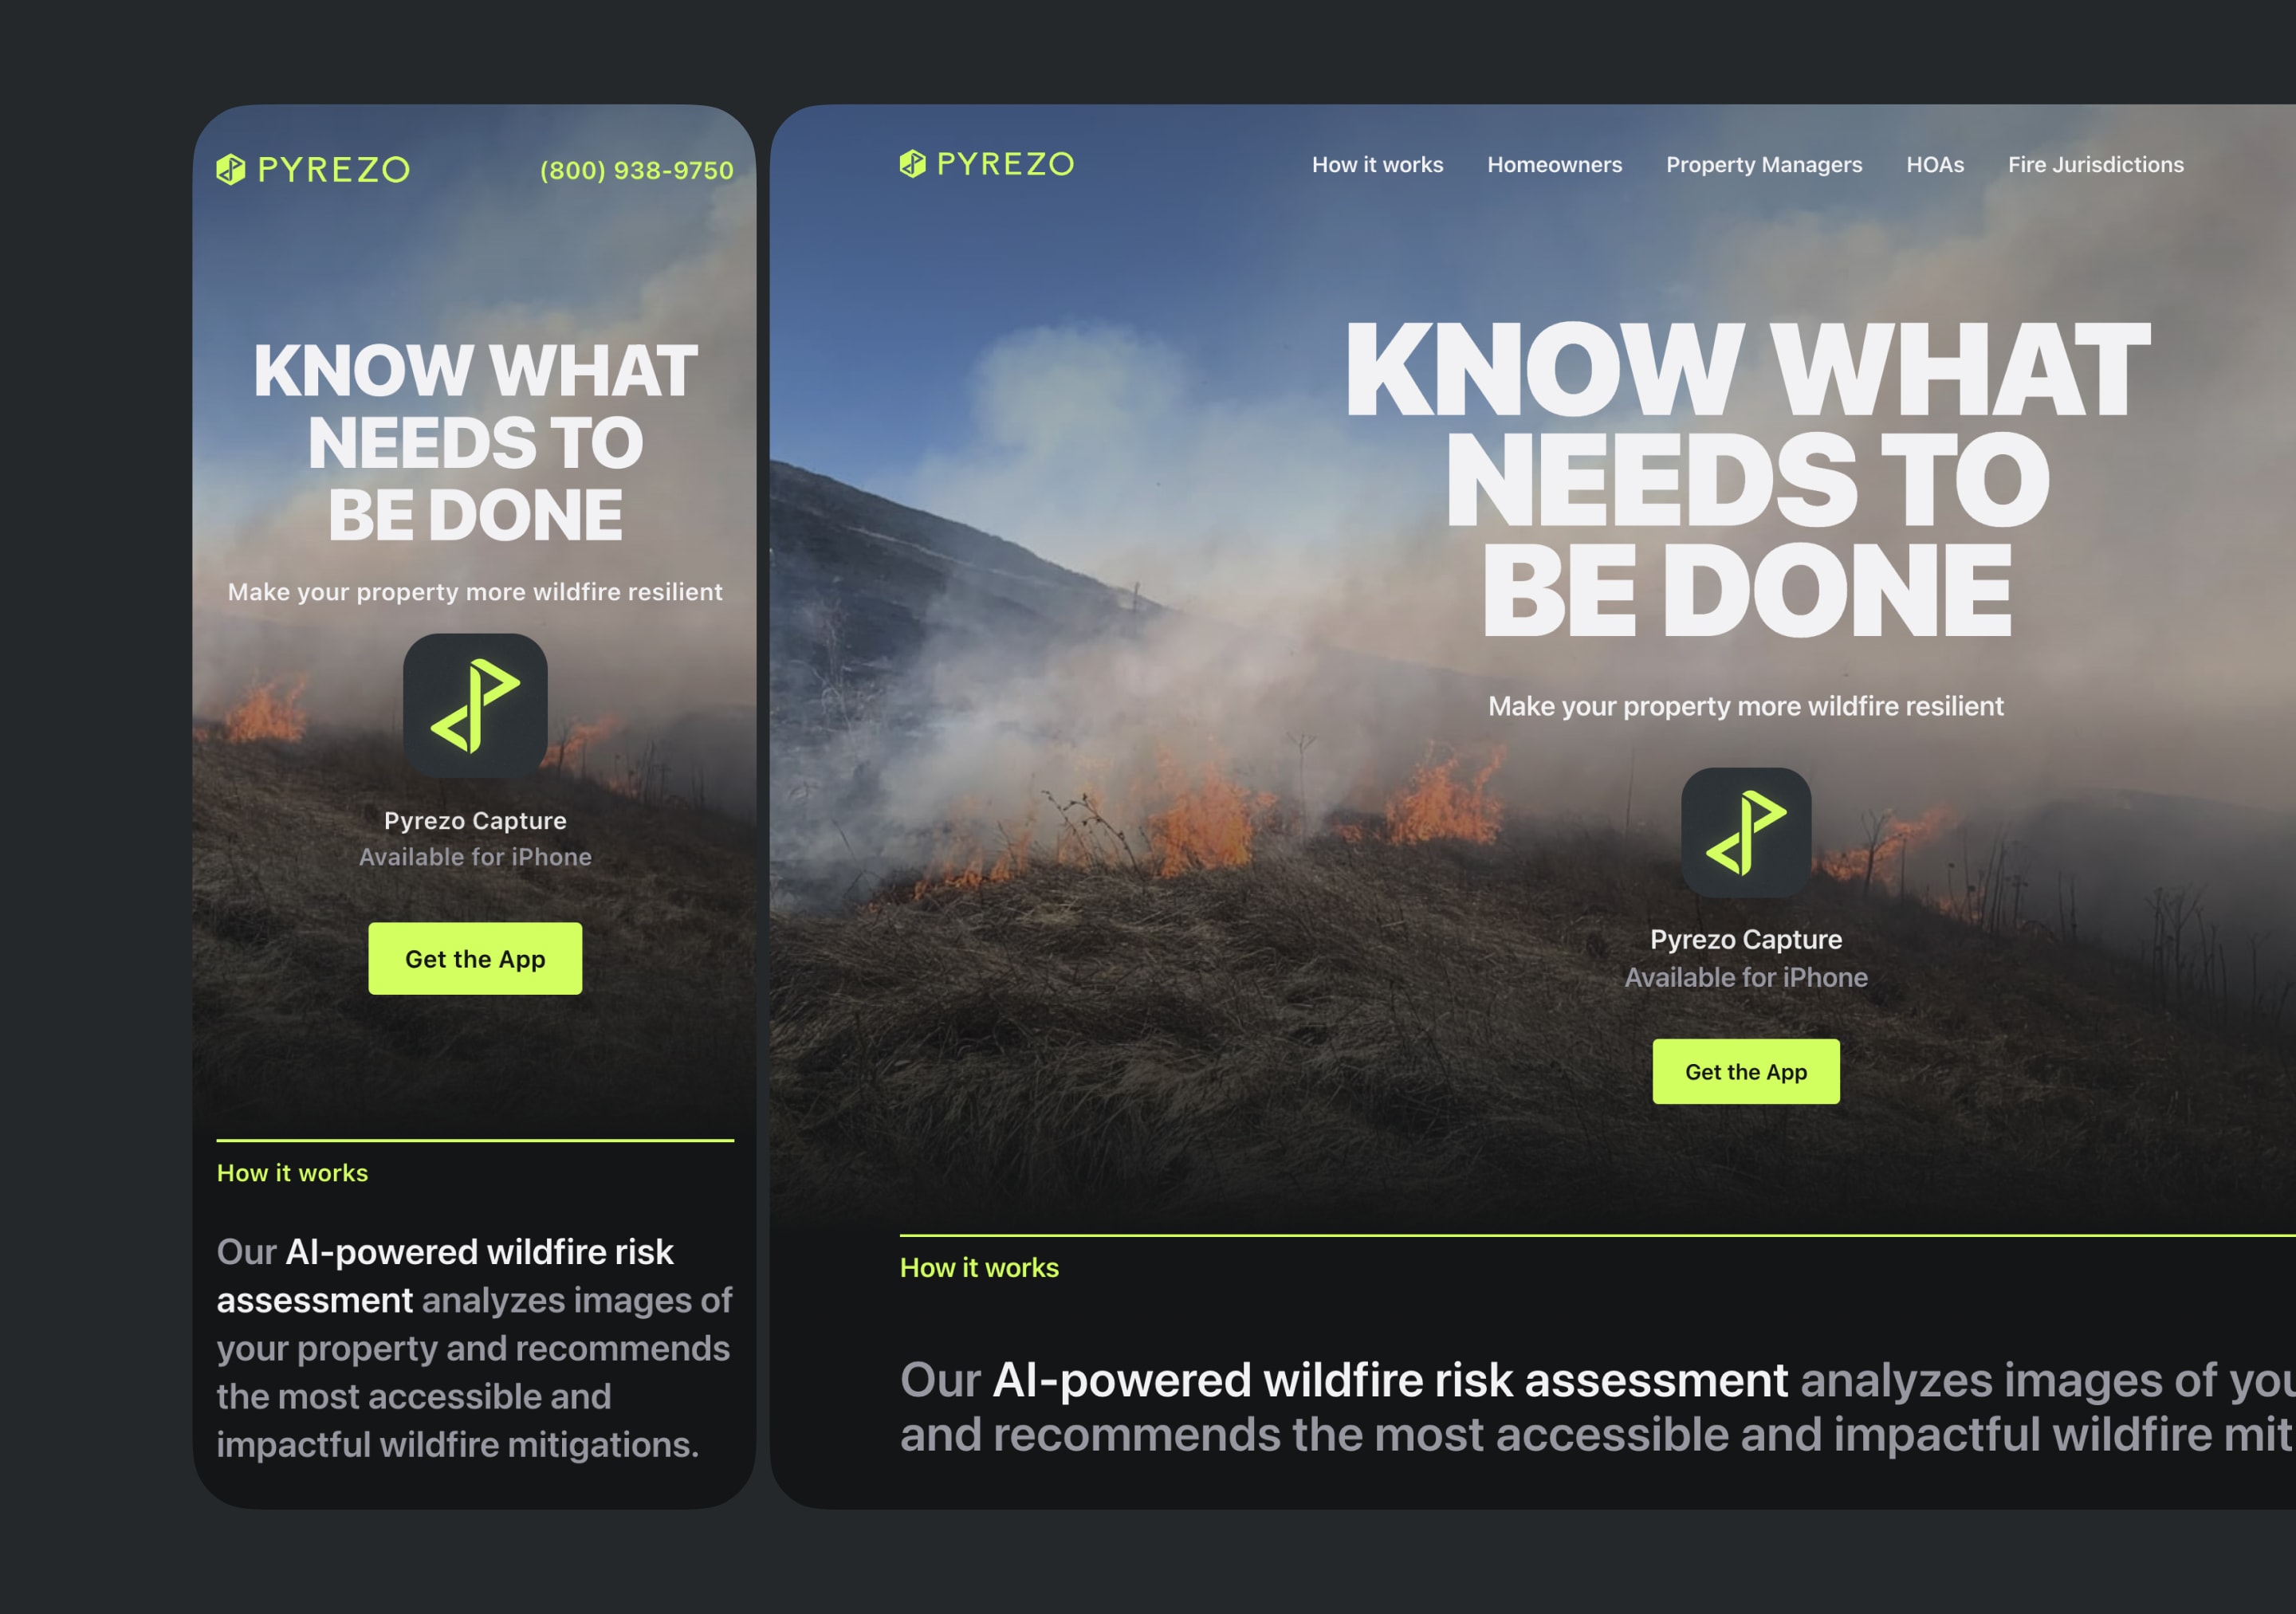 PYREZO
(800) 938-9750
KNOW WHAT
NEEDS TO
BE DONE
Make your property more wildfire resilient
Pyrezo Capture
Available for iPhone
Get the App
How it works
Our AI-powered wildfire risk
assessment analyzes images of
your property and recommends
the most accessible and
impactful wildfire mitigations.
PYREZO
How it works
Homeowners
Property Managers
HOAs
Fire Jurisdictions
KNOW WHAT
NEEDS TO
BE DONE
Make your property more wildfire resilient
Pyrezo Capture
Available for iPhone
Get the App
How it works
Our AI-powered wildfire risk assessment analyzes images of
and recommends the most accessible and impactful wildfire